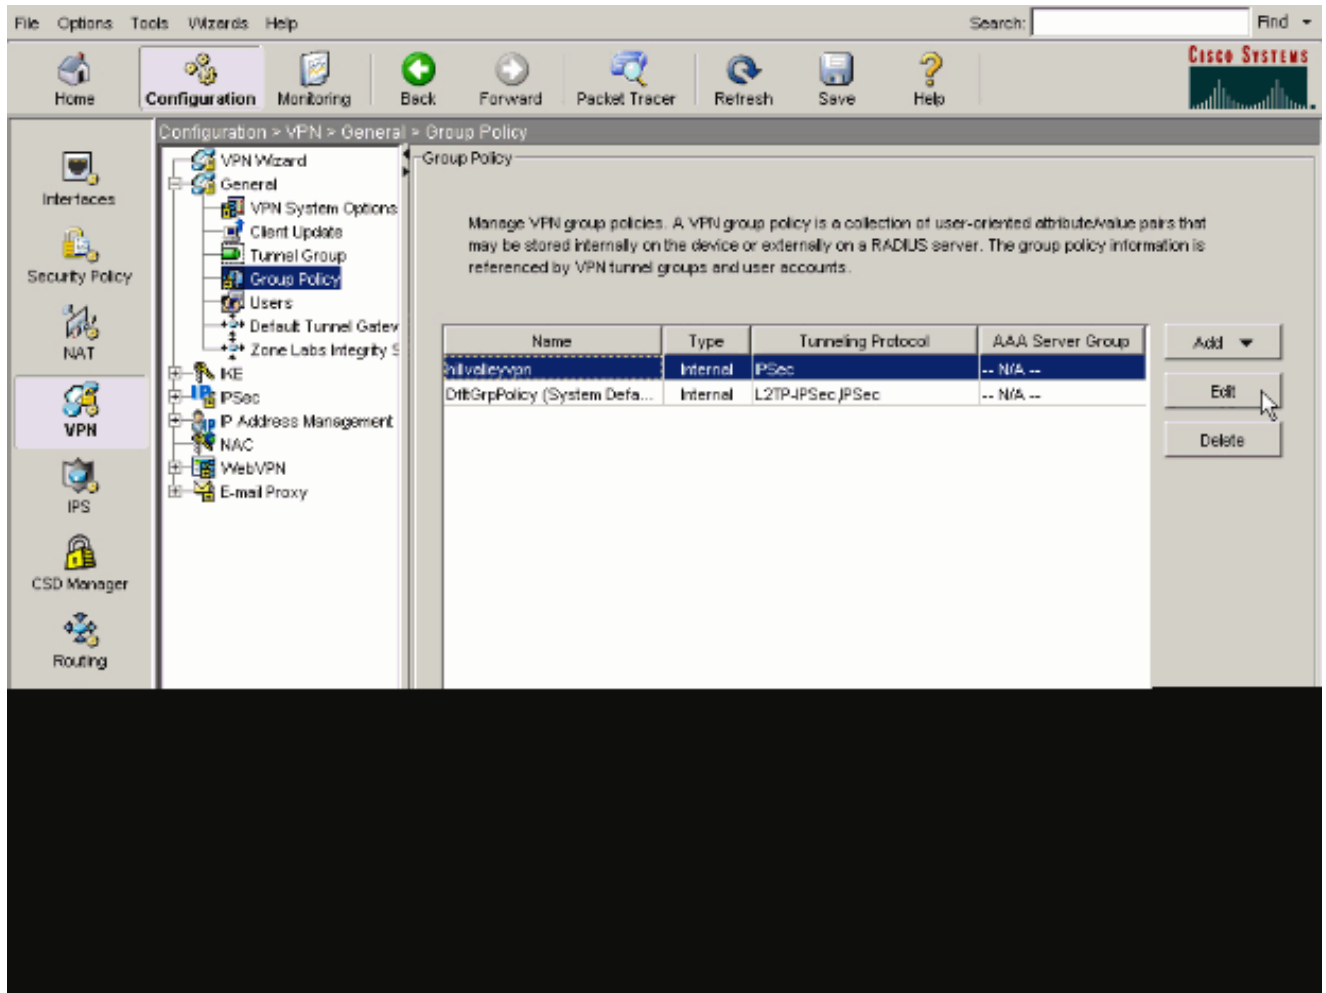 File Options Tools Wizards Help Search: Find
CISCO SYSTEMS
Home Configuration Monitoring Back Forward Packet Tracer Refresh Save Help
Configuration > VPN > General > Group Policy
Interfaces
Security Policy
NAT
VPN
IPS
CSD Manager
Routing
VPN Wizard
General
VPN System Options
Client Update
Tunnel Group
Group Policy
Users
Default Tunnel Gatew
Zone Labs Integrity S
IKE
IPSec
IP Address Management
NAC
WebVPN
E-mail Proxy
Group Policy
Manage VPN group policies. A VPN group policy is a collection of user-oriented attribute/value pairs that
may be stored internally on the device or externally on a RADIUS server. The group policy information is
referenced by VPN tunnel groups and user accounts.
Name Type Tunneling Protocol AAA Server Group
hillvalleyvpn Internal IPSec -- N/A --
DfltGrpPolicy (System Defa... Internal L2TP-IPSec,IPSec -- N/A --
Add
Edit
Delete